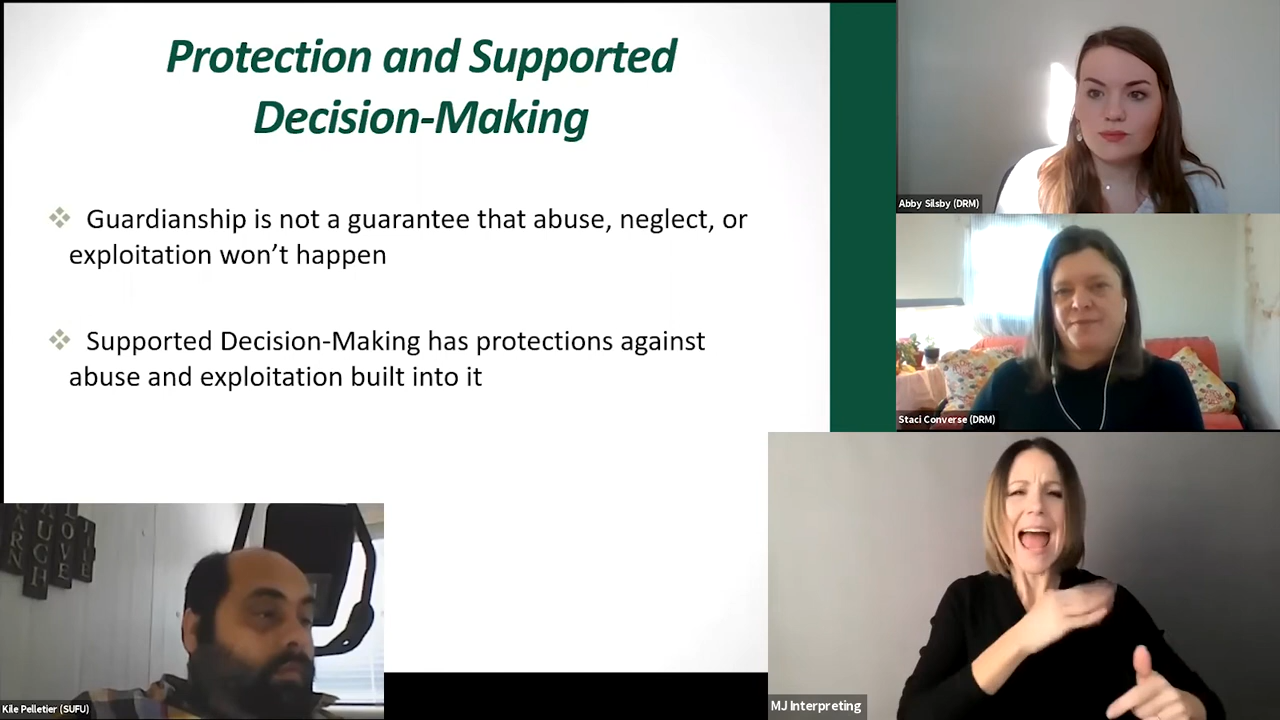 Protection and Supported
Decision-Making
❖ Guardianship is not a guarantee that abuse, neglect, or
exploitation won’t happen
❖ Supported Decision-Making has protections against
abuse and exploitation built into it
Abby Silsby (DRM)
Staci Converse (DRM)
MJ Interpreting
LOVE
Kile Pelletier (SUFU)